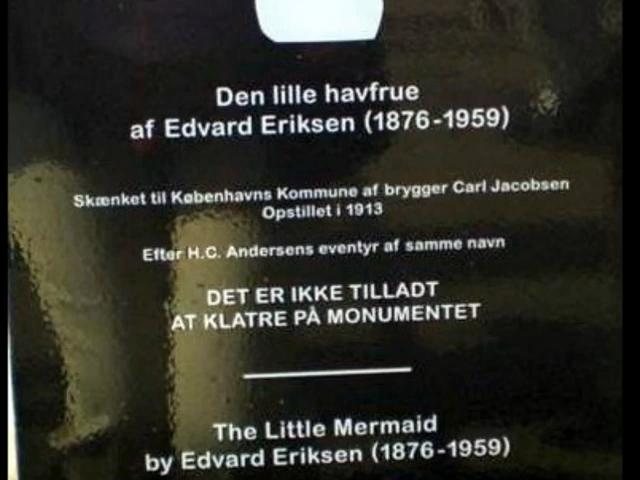 Den lille havfrue
af Edvard Eriksen (1876-1959)
Skænket til Københavns Kommune af brygger Carl Jacobsen
Opstillet i 1913
Efter H.C. Andersens eventyr af samme navn
DET ER IKKE TILLADT
AT KLATRE PÅ MONUMENTET
The Little Mermaid
by Edvard Eriksen (1876-1959)